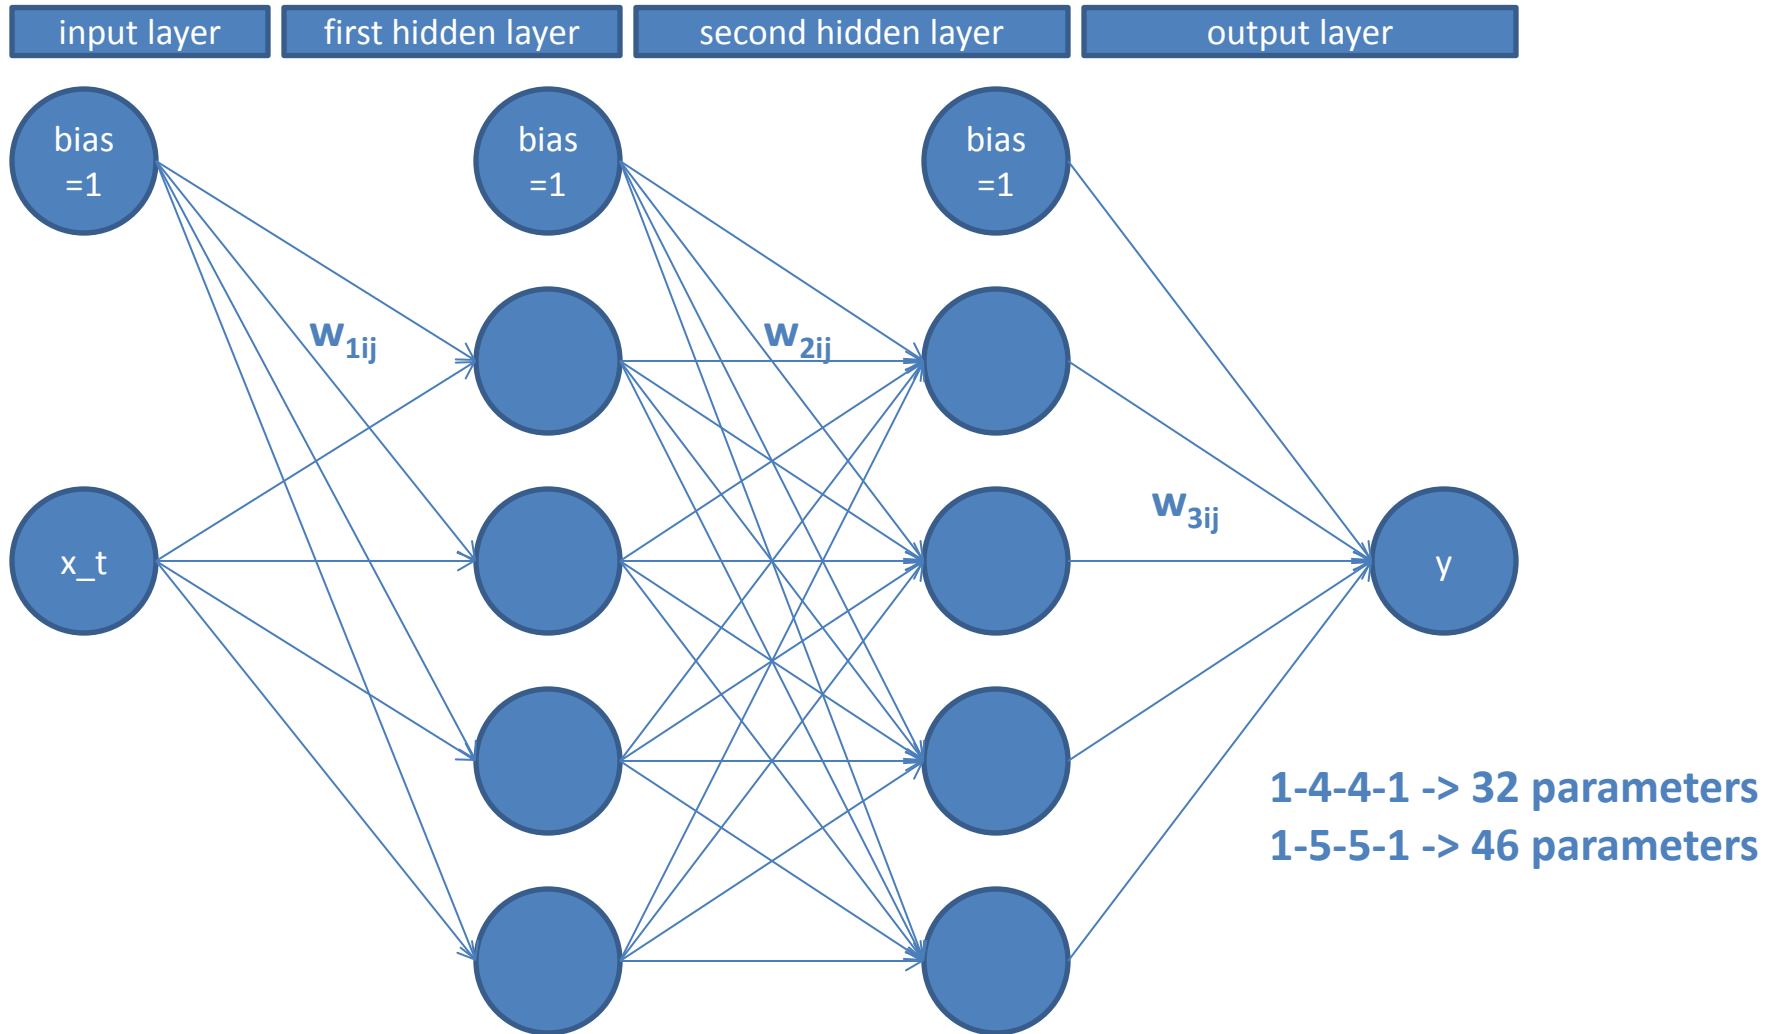 input layer
first hidden layer
second hidden layer
output layer
bias
=1
bias
=1
bias
=1
w1ij
w2ij
w3ij
x_t
y
1-4-4-1 -> 32 parameters
1-5-5-1 -> 46 parameters